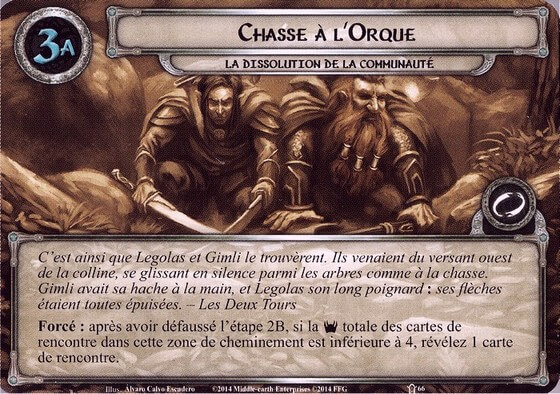 3A
CHASSE À L'ORQUE
LA DISSOLUTION DE LA COMMUNAUTÉ
C'est ainsi que Legolas et Gimli le trouvèrent. Ils venaient du versant ouest
de la colline, se glissant en silence parmi les arbres comme à la chasse.
Gimli avait sa hache à la main, et Legolas son long poignard : ses flèches
étaient toutes épuisées. – Les Deux Tours
Forcé : après avoir défaussé l'étape 2B, si la totale des cartes de
rencontre dans cette zone de cheminement est inférieure à 4, révélez 1 carte
de rencontre.
Illus. Álvaro Calvo Escudero ©2014 Middle-earth Enterprises ©2014 FFG 66